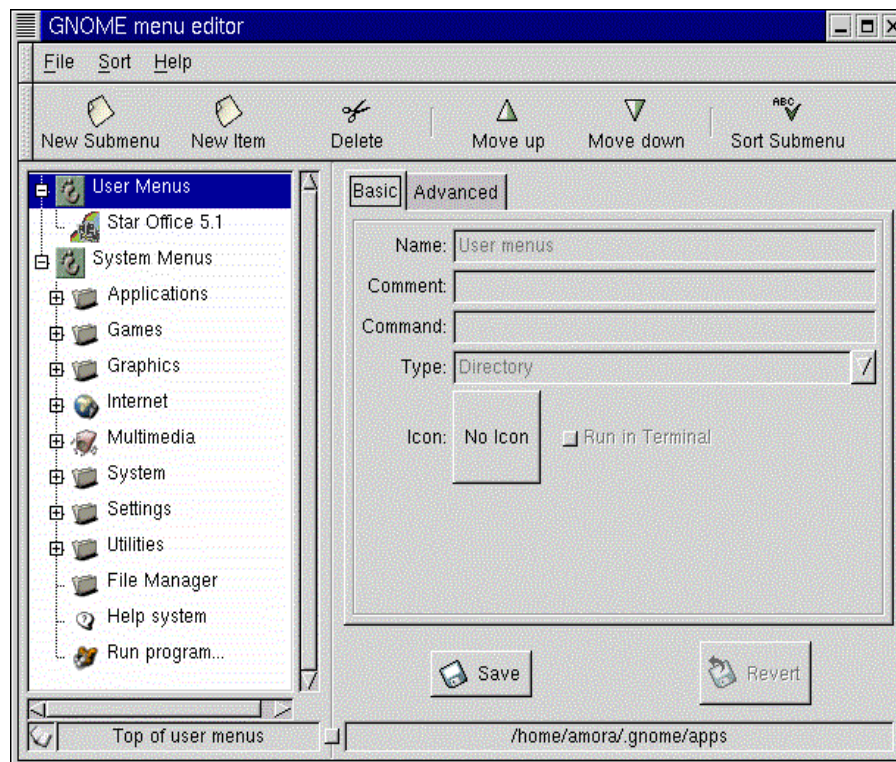 GNOME menu editor
File Sort Help
New Submenu New Item Delete Move up Move down ABC Sort Submenu
User Menus
Star Office 5.1
System Menus
Applications
Games
Graphics
Internet
Multimedia
System
Settings
Utilities
File Manager
Help system
Run program...
Basic Advanced
Name: User menus
Comment:
Command:
Type: Directory
Icon: No Icon Run in Terminal
Save Revert
Top of user menus /home/amora/.gnome/apps